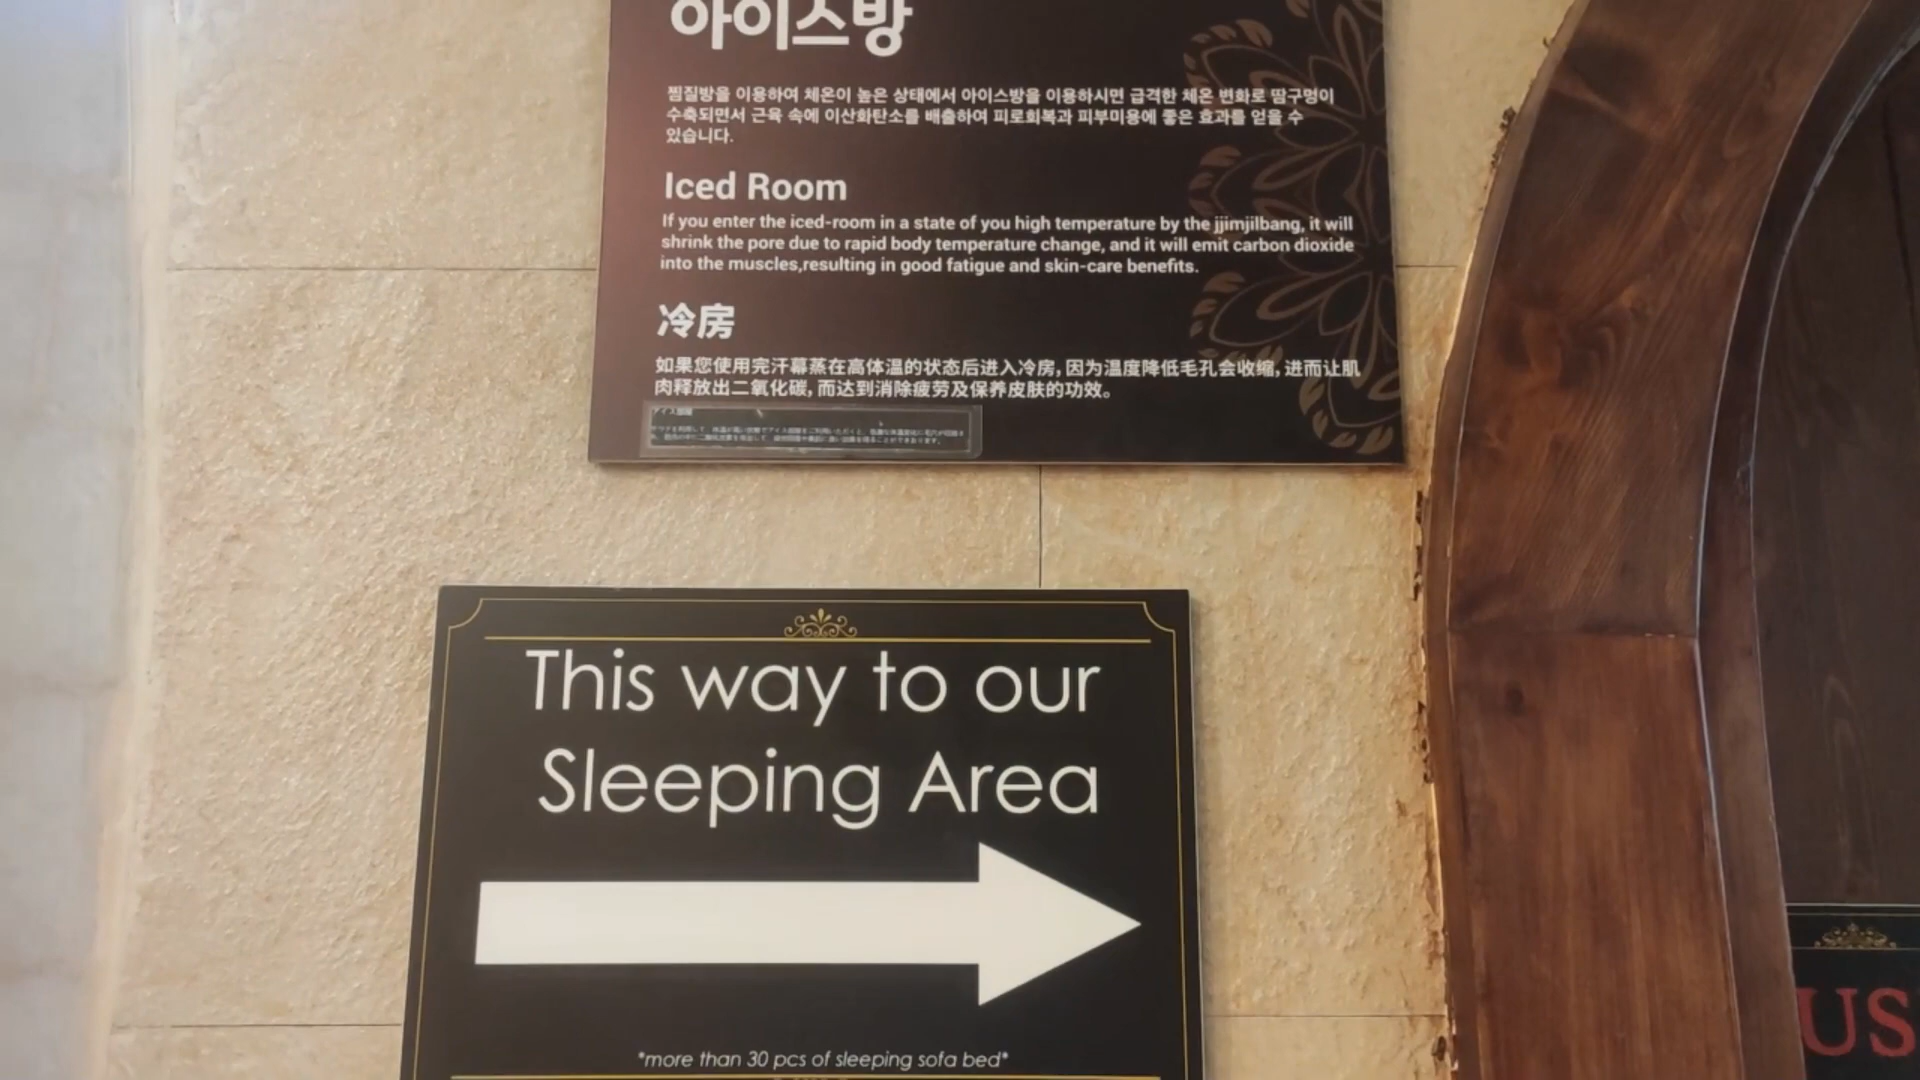 아이스방
찜질방을 이용하여 체온이 높은 상태에서 아이스방을 이용하시면 급격한 체온 변화로 땀구멍이
수축되면서 근육 속에 이산화탄소를 배출하여 피로회복과 피부미용에 좋은 효과를 얻을 수
있습니다.
Iced Room
If you enter the iced-room in a state of you high temperature by the jjimjilbang, it will
shrink the pore due to rapid body temperature change, and it will emit carbon dioxide
into the muscles,resulting in good fatigue and skin-care benefits.
冷房
如果您使用完汗幕蒸在高体温的状态后进入冷房,因为温度降低毛孔会收缩,进而让肌
肉释放出二氧化碳,而达到消除疲劳及保养皮肤的功效。
This way to our
Sleeping Area
*more than 30 pcs of sleeping sofa bed*
US